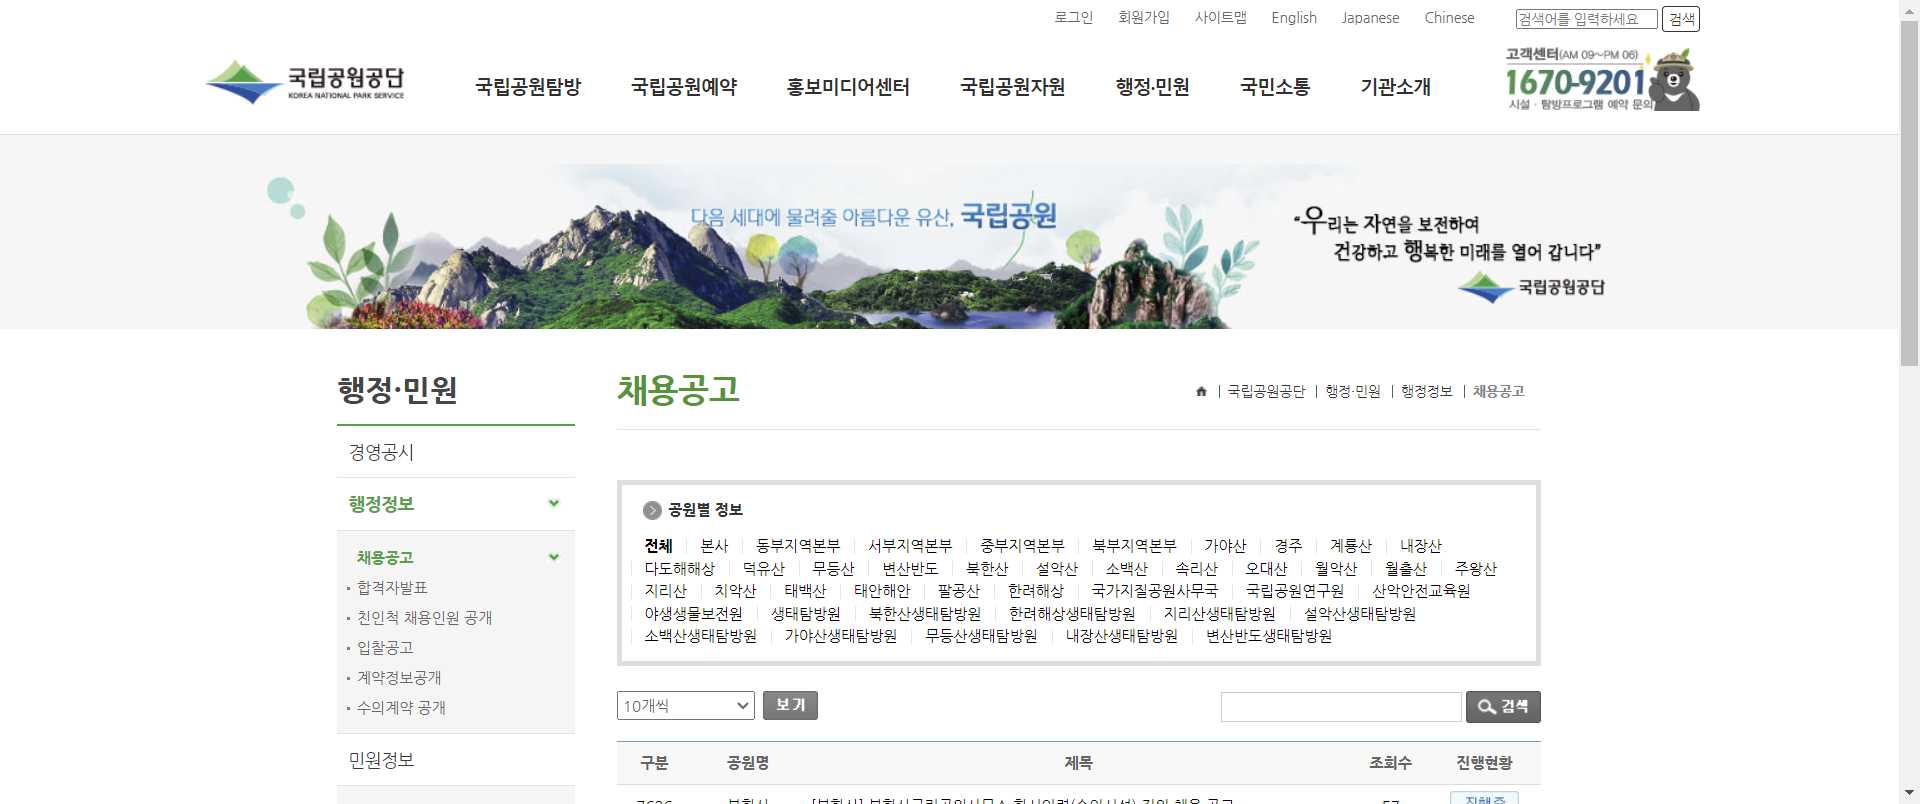 로그인 회원가입 사이트맵 English Japanese Chinese 검색어를 입력하세요 검색
국립공원공단
KOREA NATIONAL PARK SERVICE
국립공원탐방 국립공원예약 홍보미디어센터 국립공원자원 행정·민원 국민소통 기관소개
고객센터(AM 09~PM 06)
1670-9201
시설 · 탐방프로그램 예약 문의
다음 세대에 물려줄 아름다운 유산, 국립공원
“우리는 자연을 보전하여
건강하고 행복한 미래를 열어 갑니다”
국립공원공단
행정·민원
경영공시
행정정보
채용공고
합격자발표
친인척 채용인원 공개
입찰공고
계약정보공개
수의계약 공개
민원정보
채용공고
국립공원공단 | 행정·민원 | 행정정보 | 채용공고
공원별 정보
전체 본사 동부지역본부 서부지역본부 중부지역본부 북부지역본부 가야산 경주 계룡산 내장산
다도해해상 덕유산 무등산 변산반도 북한산 설악산 소백산 속리산 오대산 월악산 월출산 주왕산
지리산 치악산 태백산 태안해안 팔공산 한려해상 국가지질공원사무국 국립공원연구원 산악안전교육원
야생생물보전원 생태탐방원 북한산생태탐방원 한려해상생태탐방원 지리산생태탐방원 설악산생태탐방원
소백산생태탐방원 가야산생태탐방원 무등산생태탐방원 내장산생태탐방원 변산반도생태탐방원
10개씩 보기 검색
구분 공원명 제목 조회수 진행현황